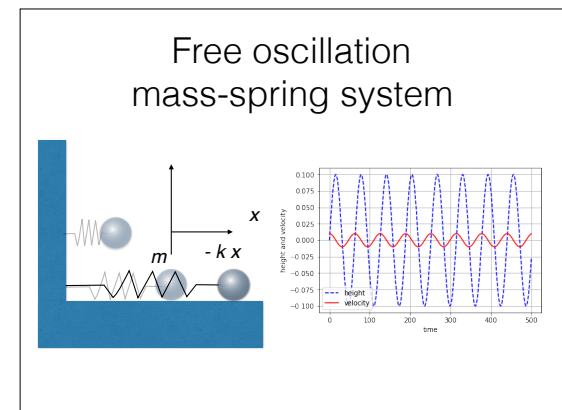 Free oscillation
mass-spring system
x
- k x
m
height and velocity
0.100
0.075
0.050
0.025
0.000
−0.025
−0.050
−0.075
−0.100
height
velocity
0 100 200 300 400 500
time